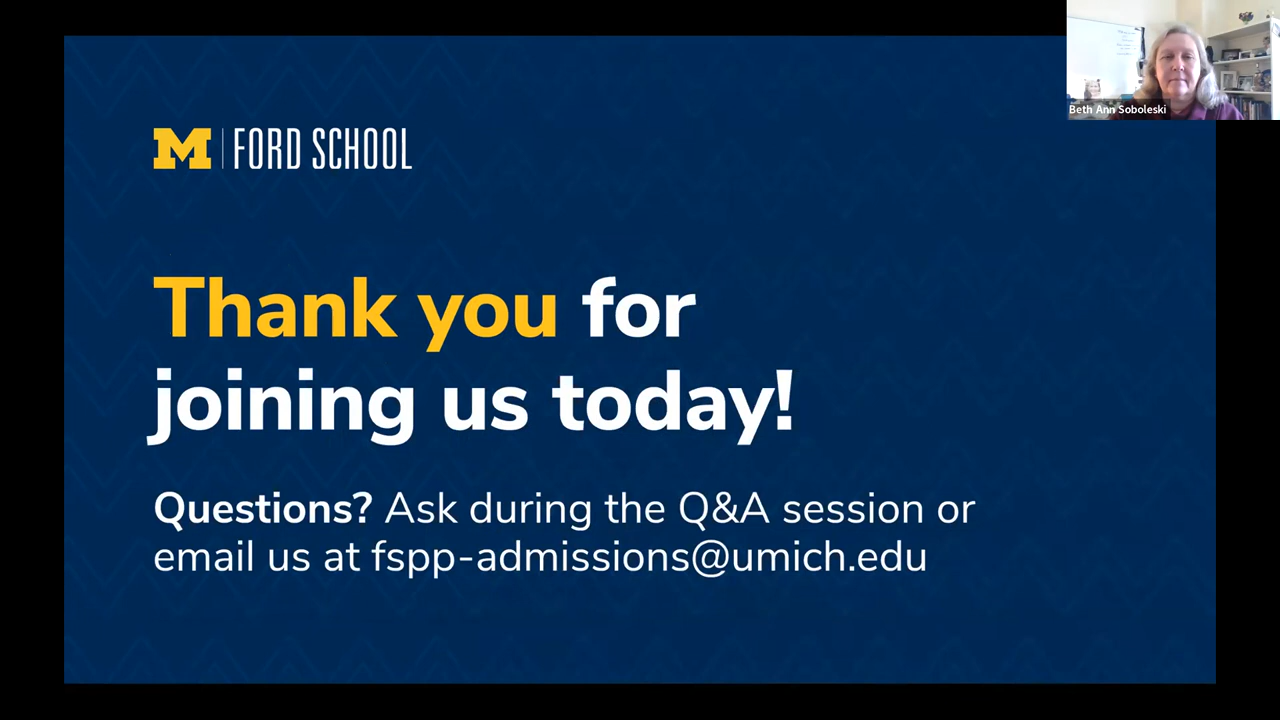 Beth Ann Soboleski
M | FORD SCHOOL
Thank you for
joining us today!
Questions? Ask during the Q&A session or
email us at fspp-admissions@umich.edu